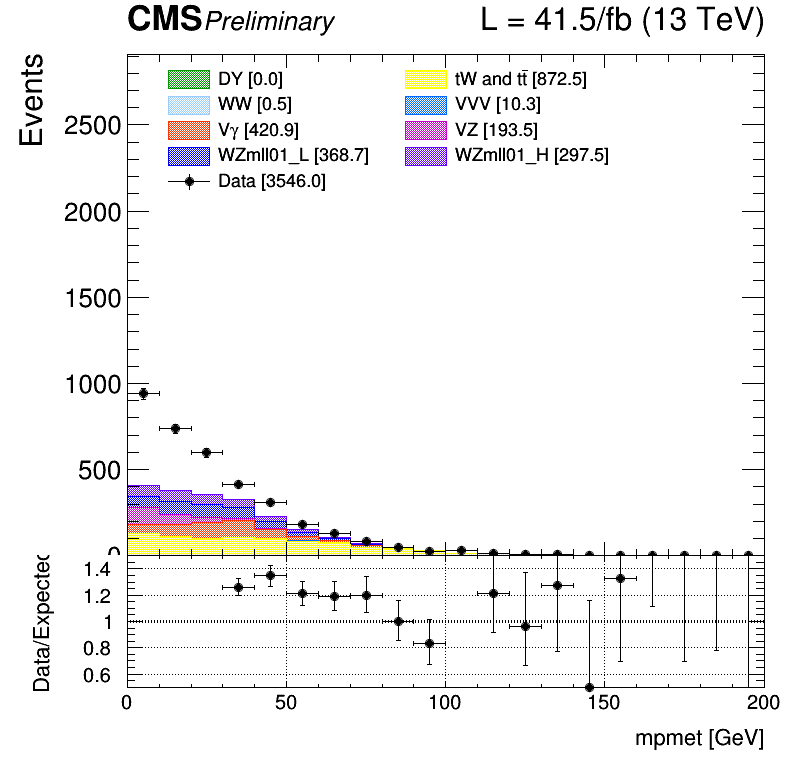 CMS Preliminary L = 41.5/fb (13 TeV)
Events
DY [0.0] tW and tt̄ [872.5]
WW [0.5] VVV [10.3]
Vγ [420.9] VZ [193.5]
WZmll01_L [368.7] WZmll01_H [297.5]
Data [3546.0]
2500
2000
1500
1000
500
0
Data/Expected
1.4
1.2
1
0.8
0.6
0 50 100 150 200
mpmet [GeV]